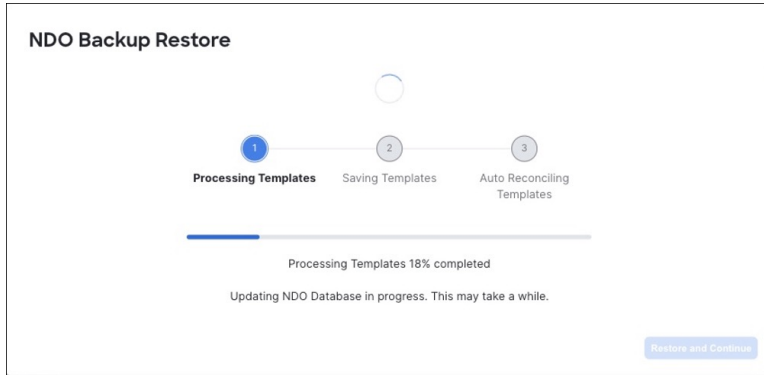 NDO Backup Restore
1
2
3
Processing Templates
Saving Templates
Auto Reconciling
Templates
Processing Templates 18% completed
Updating NDO Database in progress. This may take a while.
Restore and Continue